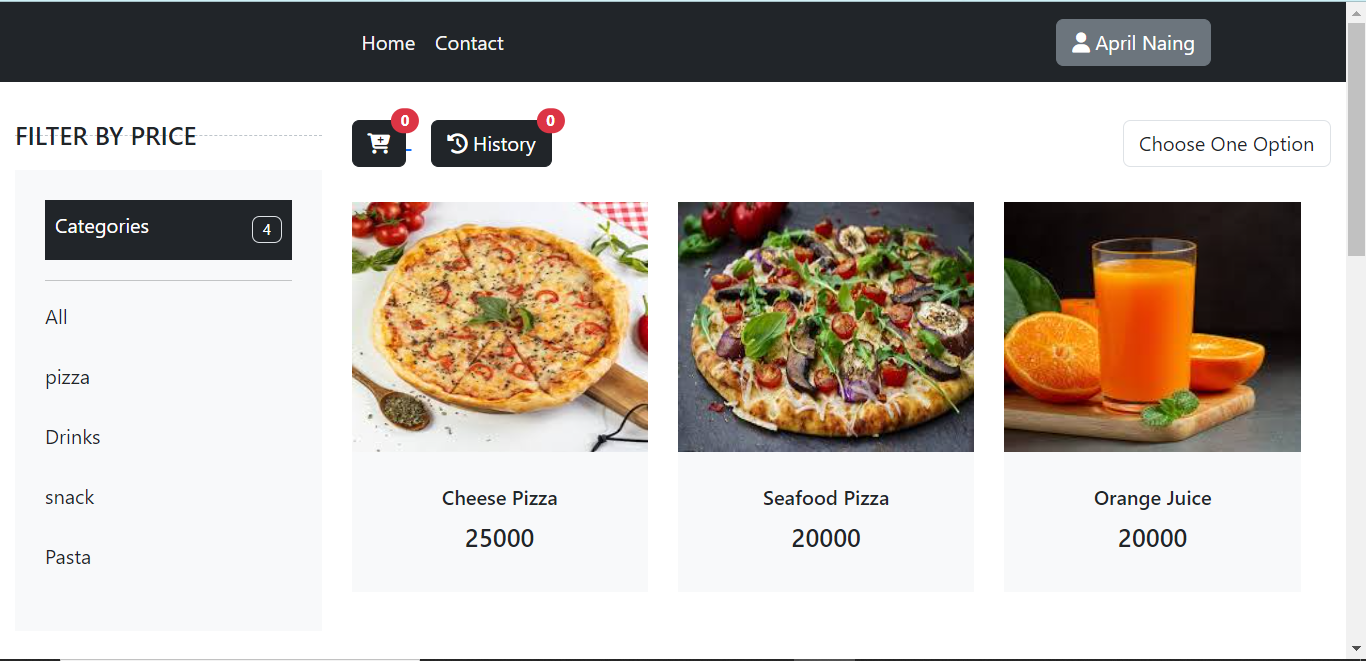 Home Contact April Naing
FILTER BY PRICE
0
History 0
Choose One Option
Categories 4
All
pizza
Drinks
snack
Pasta
Cheese Pizza
25000
Seafood Pizza
20000
Orange Juice
20000